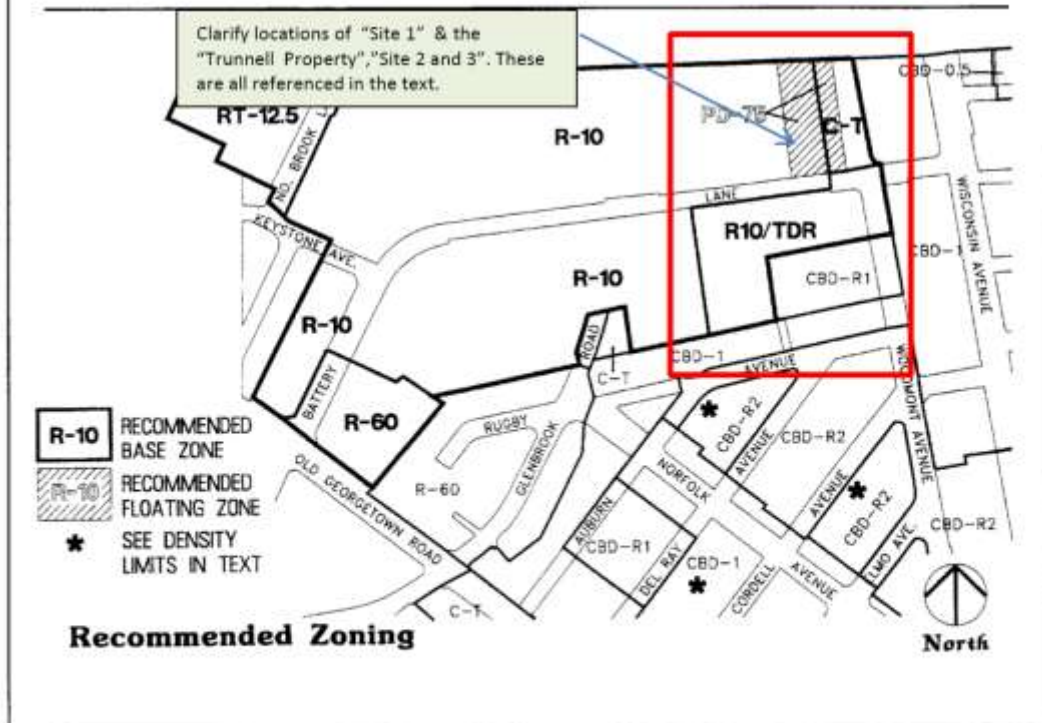 Clarify locations of "Site 1" & the
"Trunnell Property","Site 2 and 3". These
are all referenced in the text.
RT-12.5
NO. BROOK L
R-10
PD-75
C-T
CBD-0.5
LANE
KEYSTONE AVE.
R10/TDR
WISCONSIN AVENUE
CBD-1
R-10
CBD-R1
R-10
ROAD
C-T
CBD-1
AVENUE
WOODMONT AVENUE
BATTERY
R-60
RUGBY
GLENBROOK
CBD-R2
AVENUE
CBD-R2
NORFOLK
R-60
OLD GEORGETOWN ROAD
AUBURN
CBD-R1
DEL RAY
CBD-1
CORDELL
AVENUE
AVENUE
CBD-R2
ELMO AVE.
CBD-R2
C-T
R-10 RECOMMENDED
BASE ZONE
R-10 RECOMMENDED
FLOATING ZONE
* SEE DENSITY
LIMITS IN TEXT
Recommended Zoning
North